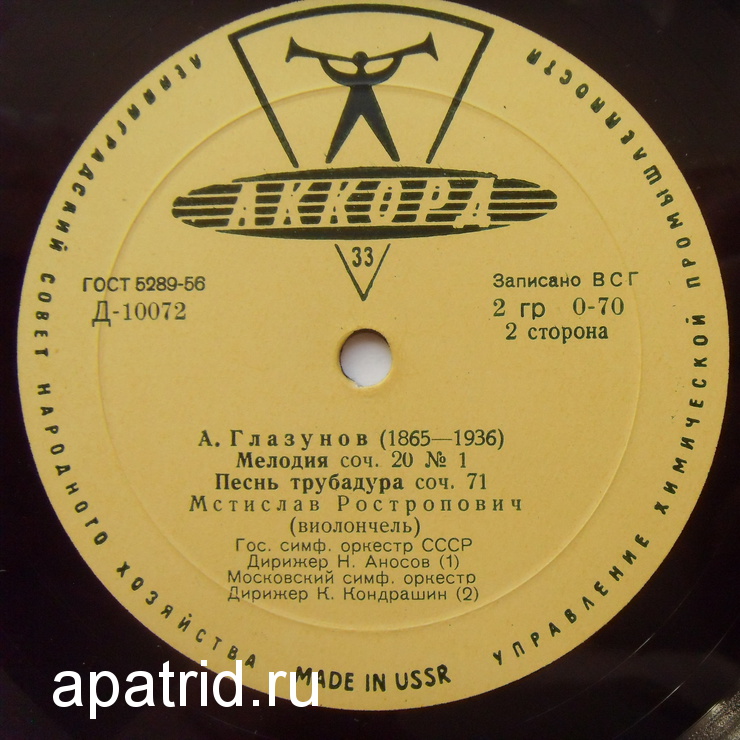 ЛЕНИНГРАДСКИЙ СОВЕТ НАРОДНОГО ХОЗЯЙСТВА
УПРАВЛЕНИЕ ХИМИЧЕСКОЙ ПРОМЫШЛЕННОСТИ
АККОРД
33
ГОСТ 5289-56
Д-10072
Записано ВСГ
2 гр 0-70
2 сторона
А. Глазунов (1865—1936)
Мелодия соч. 20 № 1
Песнь трубадура соч. 71
Мстислав Ростропович
(виолончель)
Гос. симф. оркестр СССР
Дирижер Н. Аносов (1)
Московский симф. оркестр
Дирижер К. Кондрашин (2)
MADE IN USSR
apatrid.ru